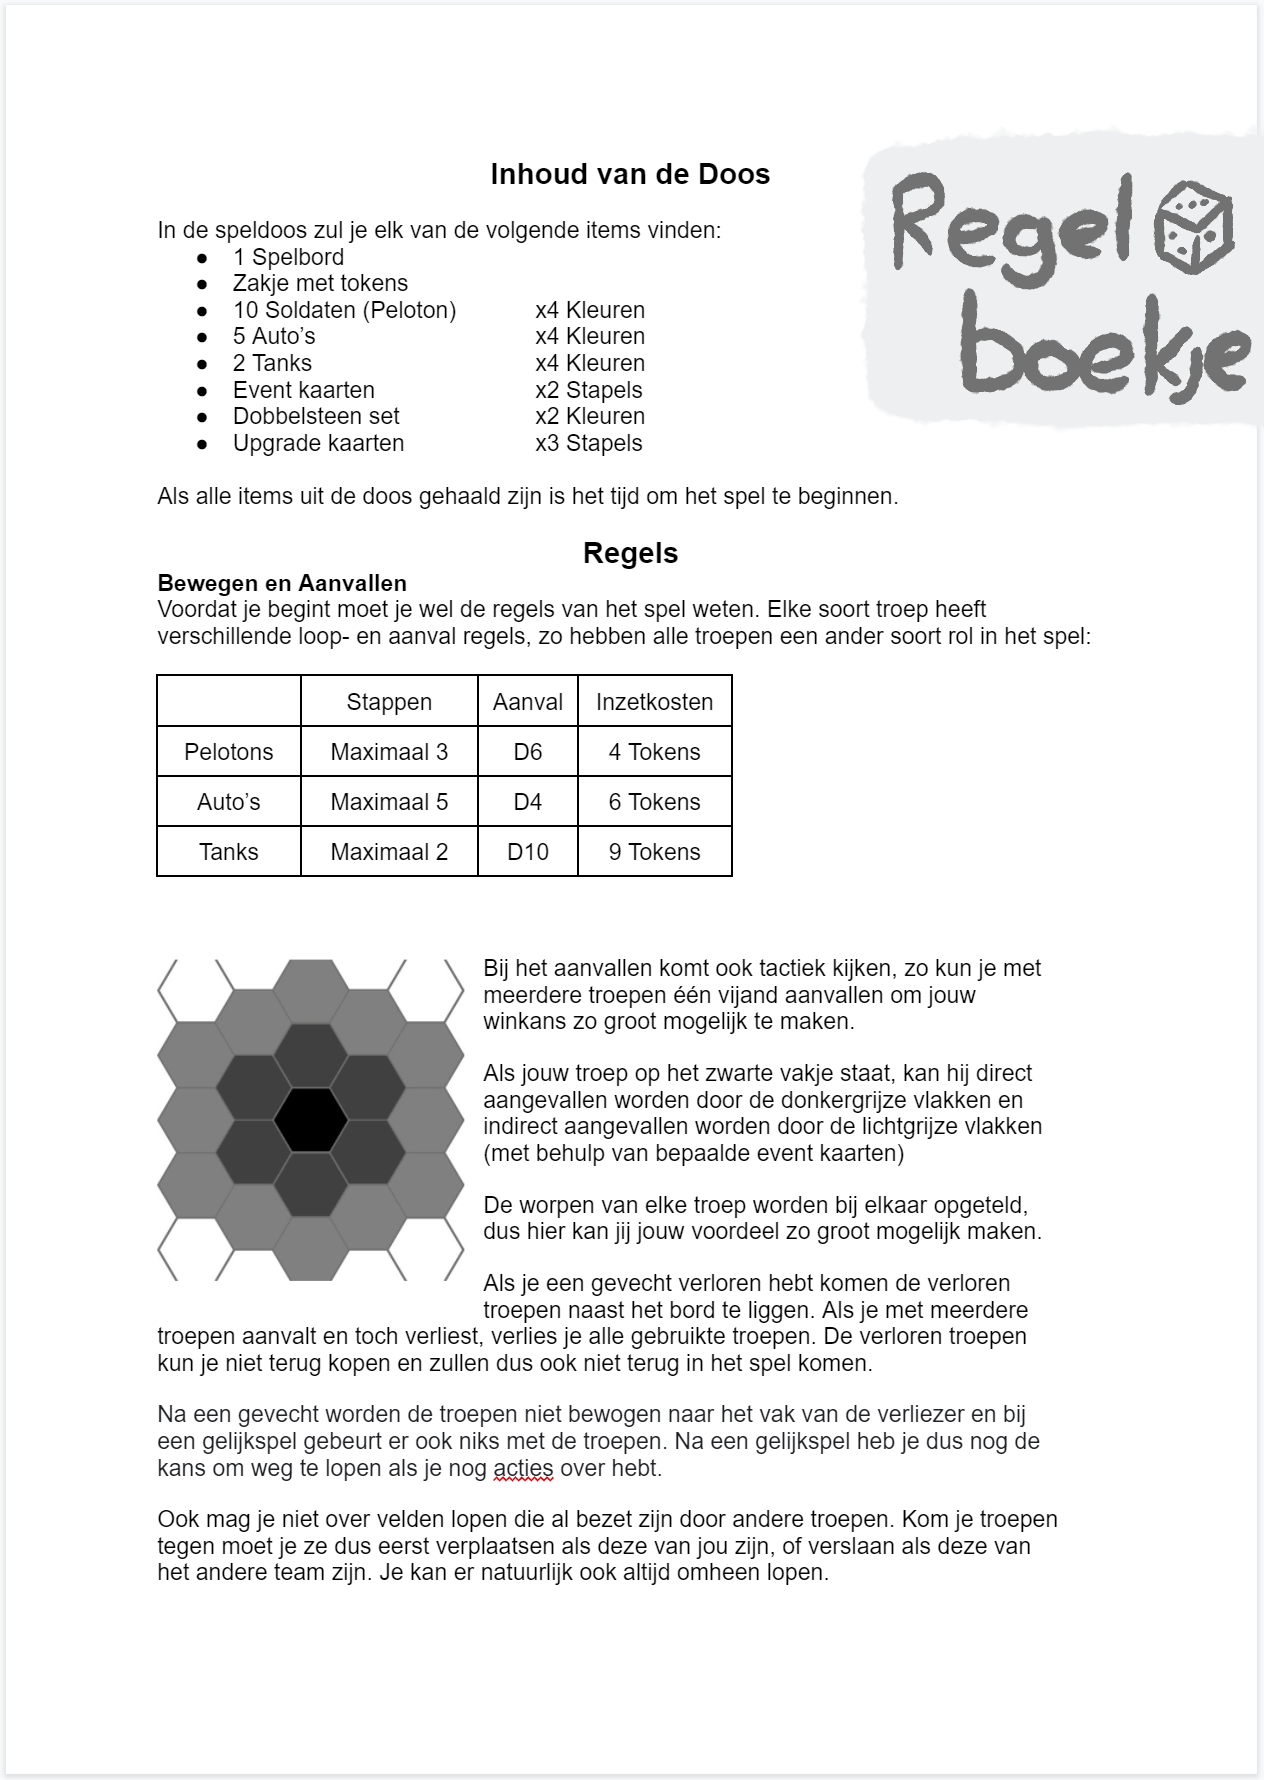 Regel
boekje
Inhoud van de Doos
In de speldoos zul je elk van de volgende items vinden:
● 1 Spelbord
● Zakje met tokens
● 10 Soldaten (Peloton) x4 Kleuren
● 5 Auto’s x4 Kleuren
● 2 Tanks x4 Kleuren
● Event kaarten x2 Stapels
● Dobbelsteen set x2 Kleuren
● Upgrade kaarten x3 Stapels
Als alle items uit de doos gehaald zijn is het tijd om het spel te beginnen.
Regels
Bewegen en Aanvallen
Voordat je begint moet je wel de regels van het spel weten. Elke soort troep heeft
verschillende loop- en aanval regels, zo hebben alle troepen een ander soort rol in het spel:
Stappen Aanval Inzetkosten
Pelotons Maximaal 3 D6 4 Tokens
Auto’s Maximaal 5 D4 6 Tokens
Tanks Maximaal 2 D10 9 Tokens
Bij het aanvallen komt ook tactiek kijken, zo kun je met
meerdere troepen één vijand aanvallen om jouw
winkans zo groot mogelijk te maken.
Als jouw troep op het zwarte vakje staat, kan hij direct
aangevallen worden door de donkergrijze vlakken en
indirect aangevallen worden door de lichtgrijze vlakken
(met behulp van bepaalde event kaarten)
De worpen van elke troep worden bij elkaar opgeteld,
dus hier kan jij jouw voordeel zo groot mogelijk maken.
Als je een gevecht verloren hebt komen de verloren
troepen naast het bord te liggen. Als je met meerdere
troepen aanvalt en toch verliest, verlies je alle gebruikte troepen. De verloren troepen
kun je niet terug kopen en zullen dus ook niet terug in het spel komen.
Na een gevecht worden de troepen niet bewogen naar het vak van de verliezer en bij
een gelijkspel gebeurt er ook niks met de troepen. Na een gelijkspel heb je dus nog de
kans om weg te lopen als je nog acties over hebt.
Ook mag je niet over velden lopen die al bezet zijn door andere troepen. Kom je troepen
tegen moet je ze dus eerst verplaatsen als deze van jou zijn, of verslaan als deze van
het andere team zijn. Je kan er natuurlijk ook altijd omheen lopen.